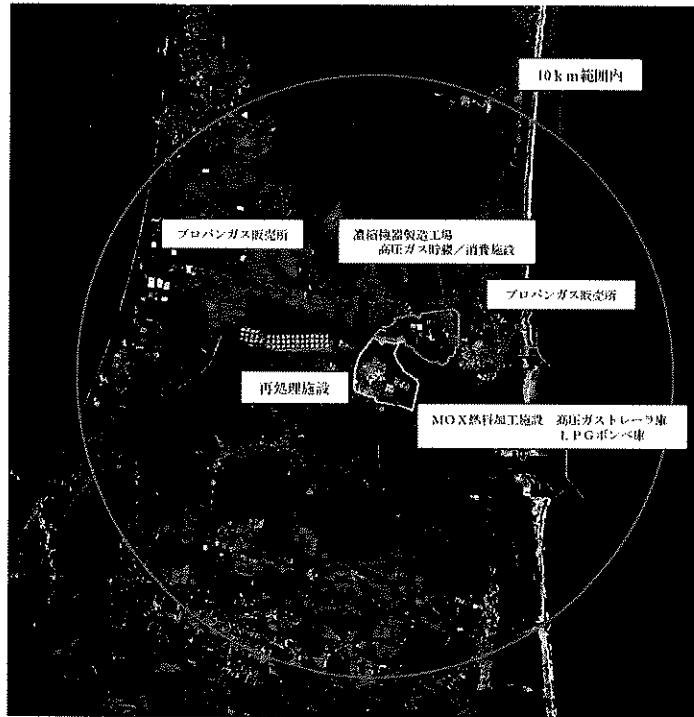 10km範囲内
プロパンガス販売所
濃縮機器製造工場
高圧ガス貯蔵／消費施設
プロパンガス販売所
再処理施設
MOX燃料加工施設 高圧ガストレーラ庫
LPGボンベ庫